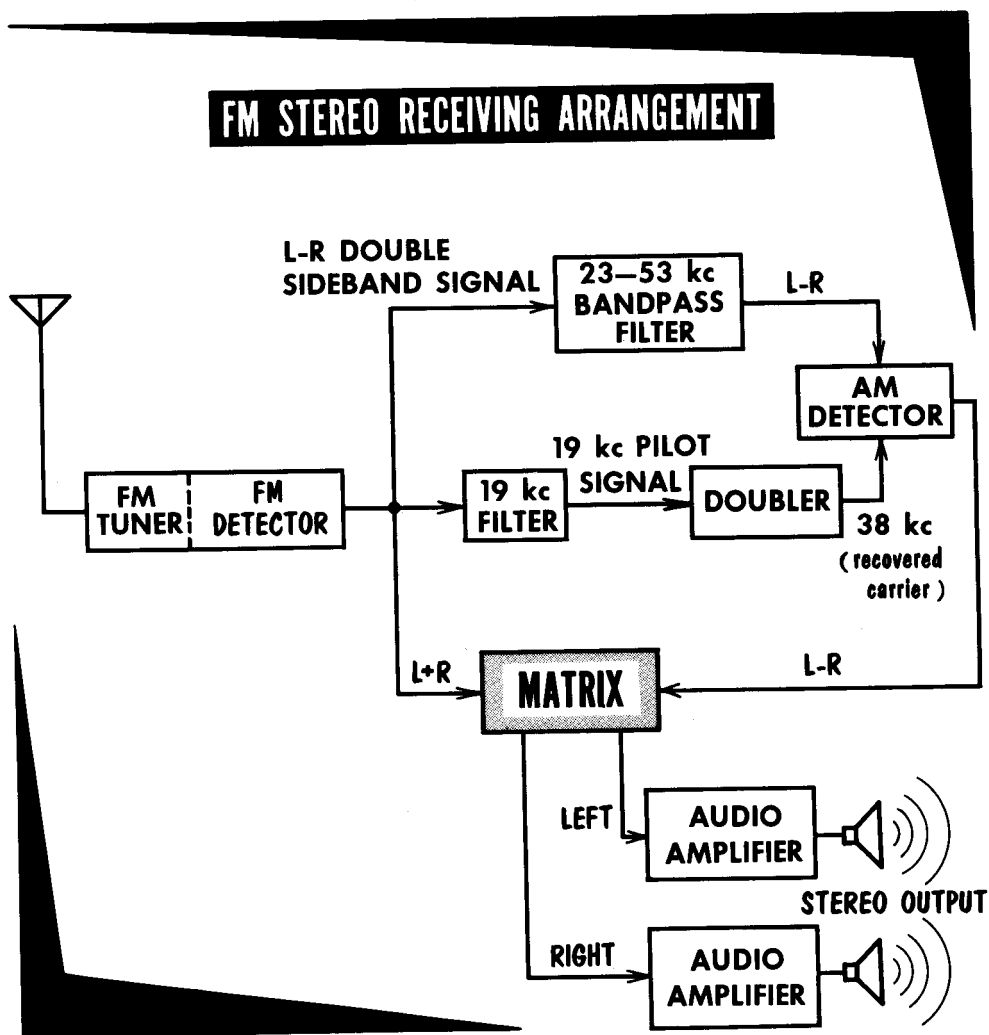 FM STEREO RECEIVING ARRANGEMENT
L-R DOUBLE
SIDEBAND SIGNAL
23–53 kc
BANDPASS
FILTER
L-R
AM
DETECTOR
19 kc PILOT
SIGNAL
FM
TUNER
FM
DETECTOR
19 kc
FILTER
DOUBLER
38 kc
(recovered
carrier)
L+R
MATRIX
L-R
LEFT
AUDIO
AMPLIFIER
STEREO OUTPUT
RIGHT
AUDIO
AMPLIFIER